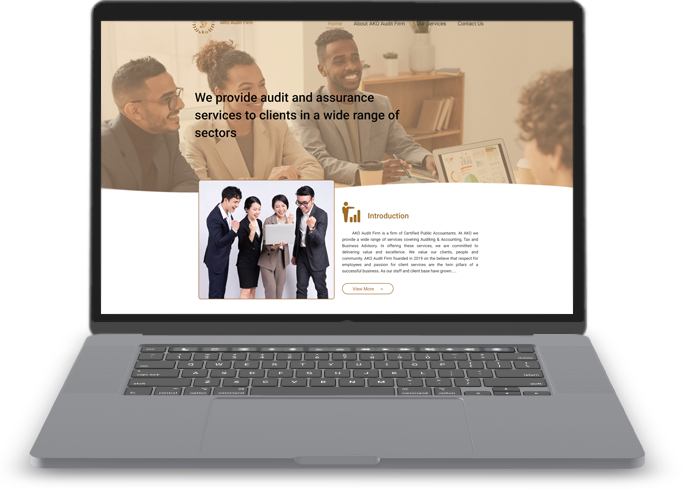 AKO Audit Firm
Home About AKO Audit Firm Our Services Contact Us
We provide audit and assurance
services to clients in a wide range of
sectors
Introduction
AKO Audit Firm is a firm of Certified Public Accountants. At AKO we
provide a wide range of services covering Auditing & Accounting, Tax and
Business Advisory. In offering these services, we are committed to
delivering value and excellence. We value our clients, people and
community. AKO Audit Firm founded in 2019 on the believe that respect for
employees and passion for client services are the twin pillars of a
successful business. As our staff and client base have grown....
View More